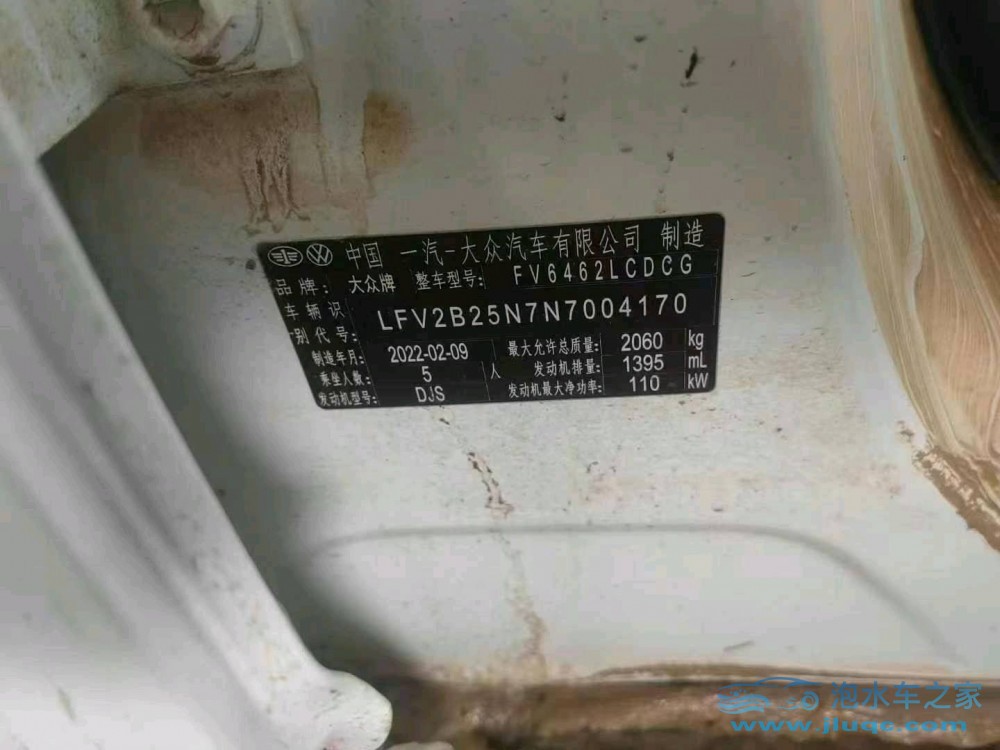 中国 一汽-大众汽车有限公司 制造
品牌: 大众牌 整车型号: FV6462LCDCG
车辆识别代号: LFV2B25N7N7004170
制造年月: 2022-02-09 最大允许总质量: 2060 kg
乘坐人数: 5 人 发动机排量: 1395 mL
发动机型号: DJS 发动机最大净功率: 110 kW
泡水车之家
www.jluqc.com